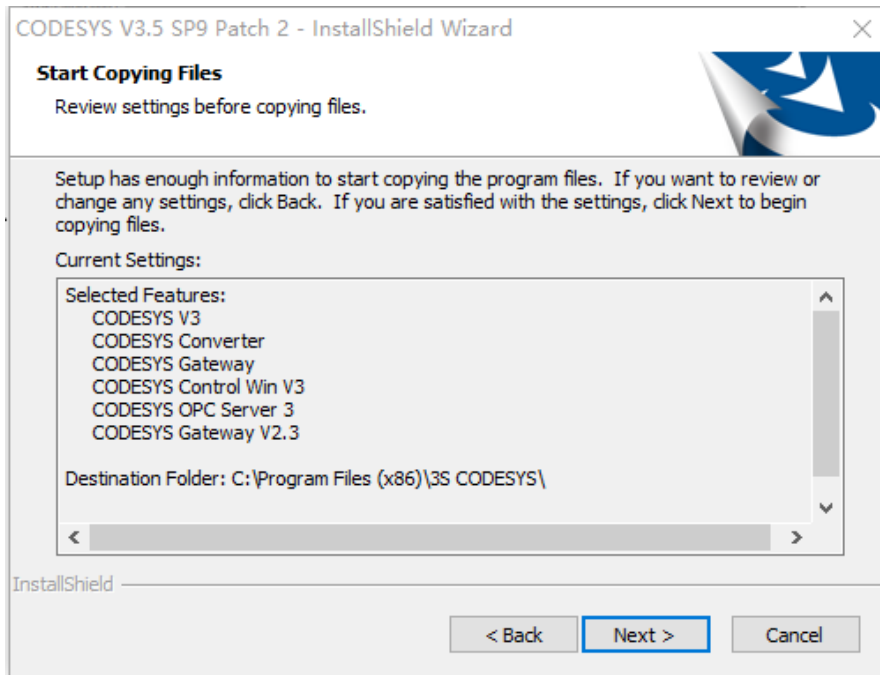 CODESYS V3.5 SP9 Patch 2 - InstallShield Wizard
Start Copying Files
Review settings before copying files.
Setup has enough information to start copying the program files. If you want to review or
change any settings, click Back. If you are satisfied with the settings, click Next to begin
copying files.
Current Settings:
Selected Features:
CODESYS V3
CODESYS Converter
CODESYS Gateway
CODESYS Control Win V3
CODESYS OPC Server 3
CODESYS Gateway V2.3
Destination Folder: C:\Program Files (x86)\3S CODESYS\
InstallShield
< Back
Next >
Cancel